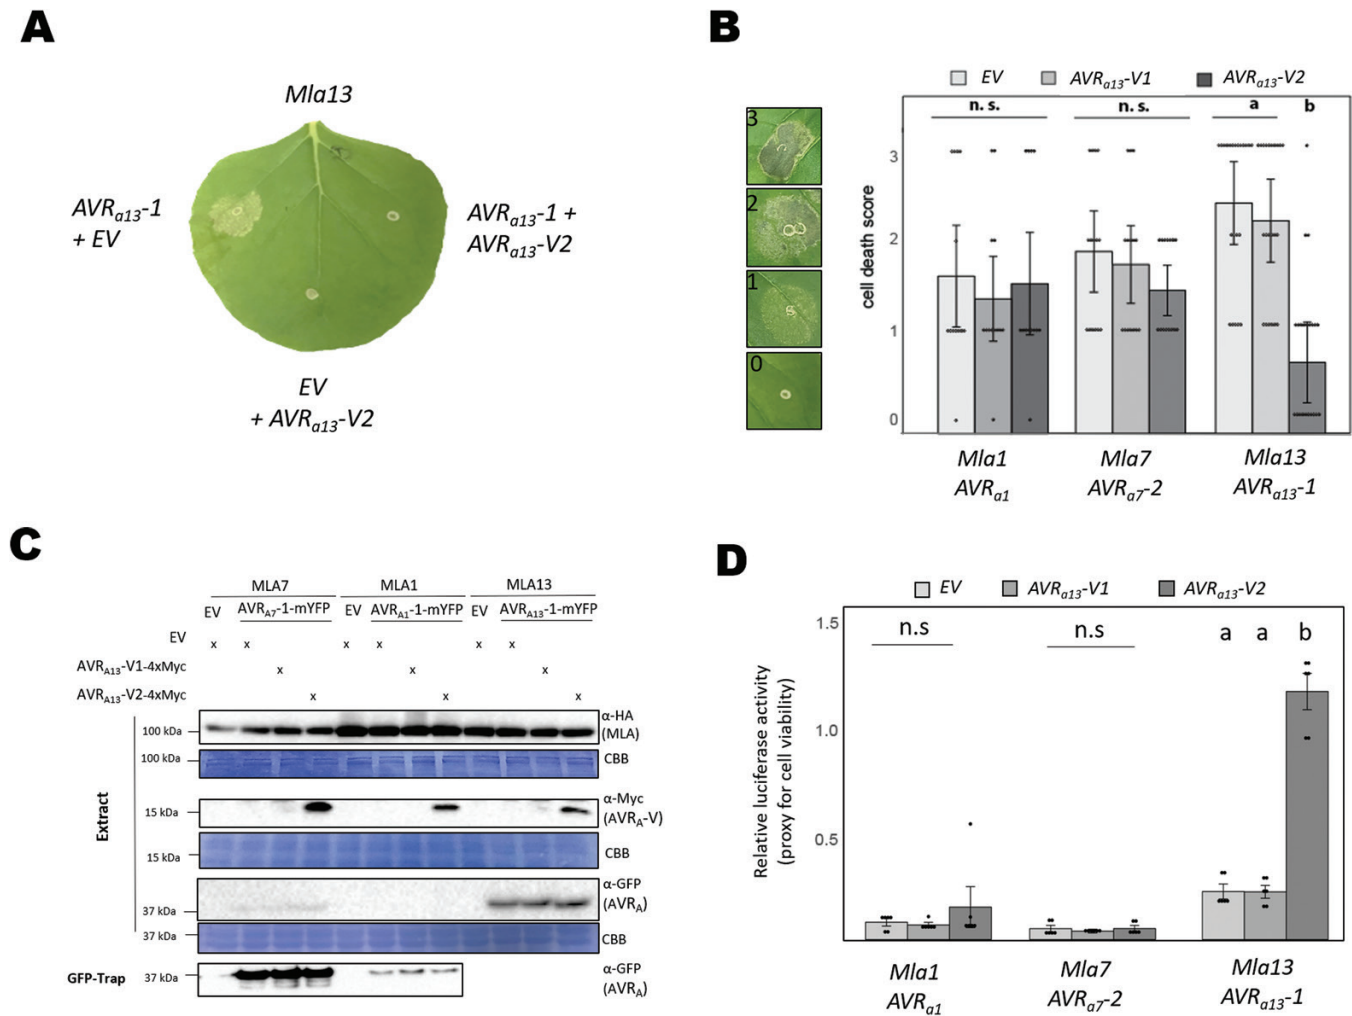 A
Mla13
AVRa13-1
+ EV
AVRa13-1 +
AVRa13-V2
EV
+ AVRa13-V2
B
3
2
1
0
EV AVRa13-V1 AVRa13-V2
n. s. n. s. a b
cell death score
3
2
1
0
Mla1 Mla7 Mla13
AVRa1 AVRa7-2 AVRa13-1
C
MLA7 MLA1 MLA13
EV AVRA7-1-mYFP EV AVRA1-1-mYFP EV AVRA13-1-mYFP
EV x x x x x x
AVRA13-V1-4xMyc x x x
AVRA13-V2-4xMyc x x x
Extract
100 kDa α-HA
(MLA)
100 kDa CBB
15 kDa α-Myc
(AVRA-V)
15 kDa CBB
37 kDa α-GFP
(AVRA)
37 kDa CBB
GFP-Trap 37 kDa α-GFP
(AVRA)
D
EV AVRa13-V1 AVRa13-V2
n.s n.s a a b
Relative luciferase activity
(proxy for cell viability)
1.5
1.0
0.5
Mla1 Mla7 Mla13
AVRa1 AVRa7-2 AVRa13-1